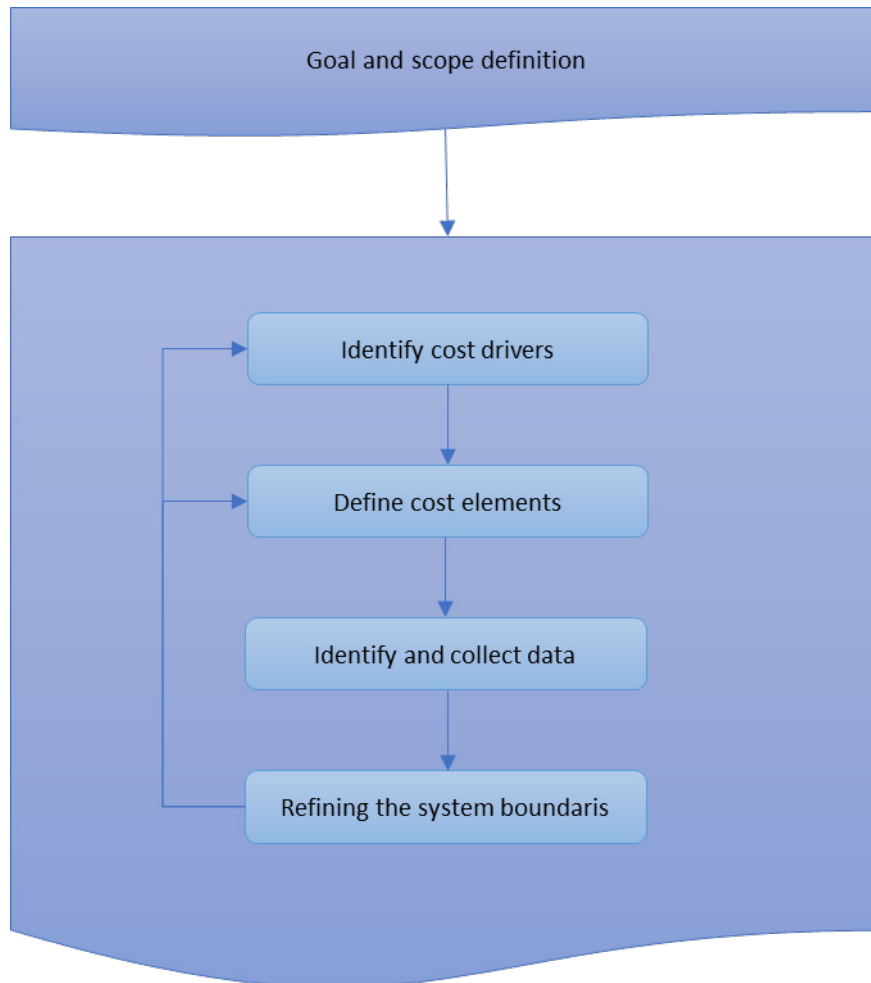 Goal and scope definition
Identify cost drivers
Define cost elements
Identify and collect data
Refining the system boundaris